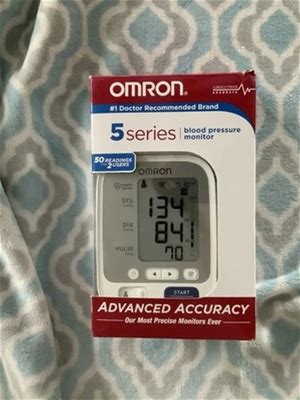 OMRON
#1 Doctor Recommended Brand
5 series
blood pressure
monitor
50 READINGS
2 USERS
OMRON
SYS
134
DIA
84
PULSE
70
START
ADVANCED ACCURACY
Our Most Precise Monitors Ever